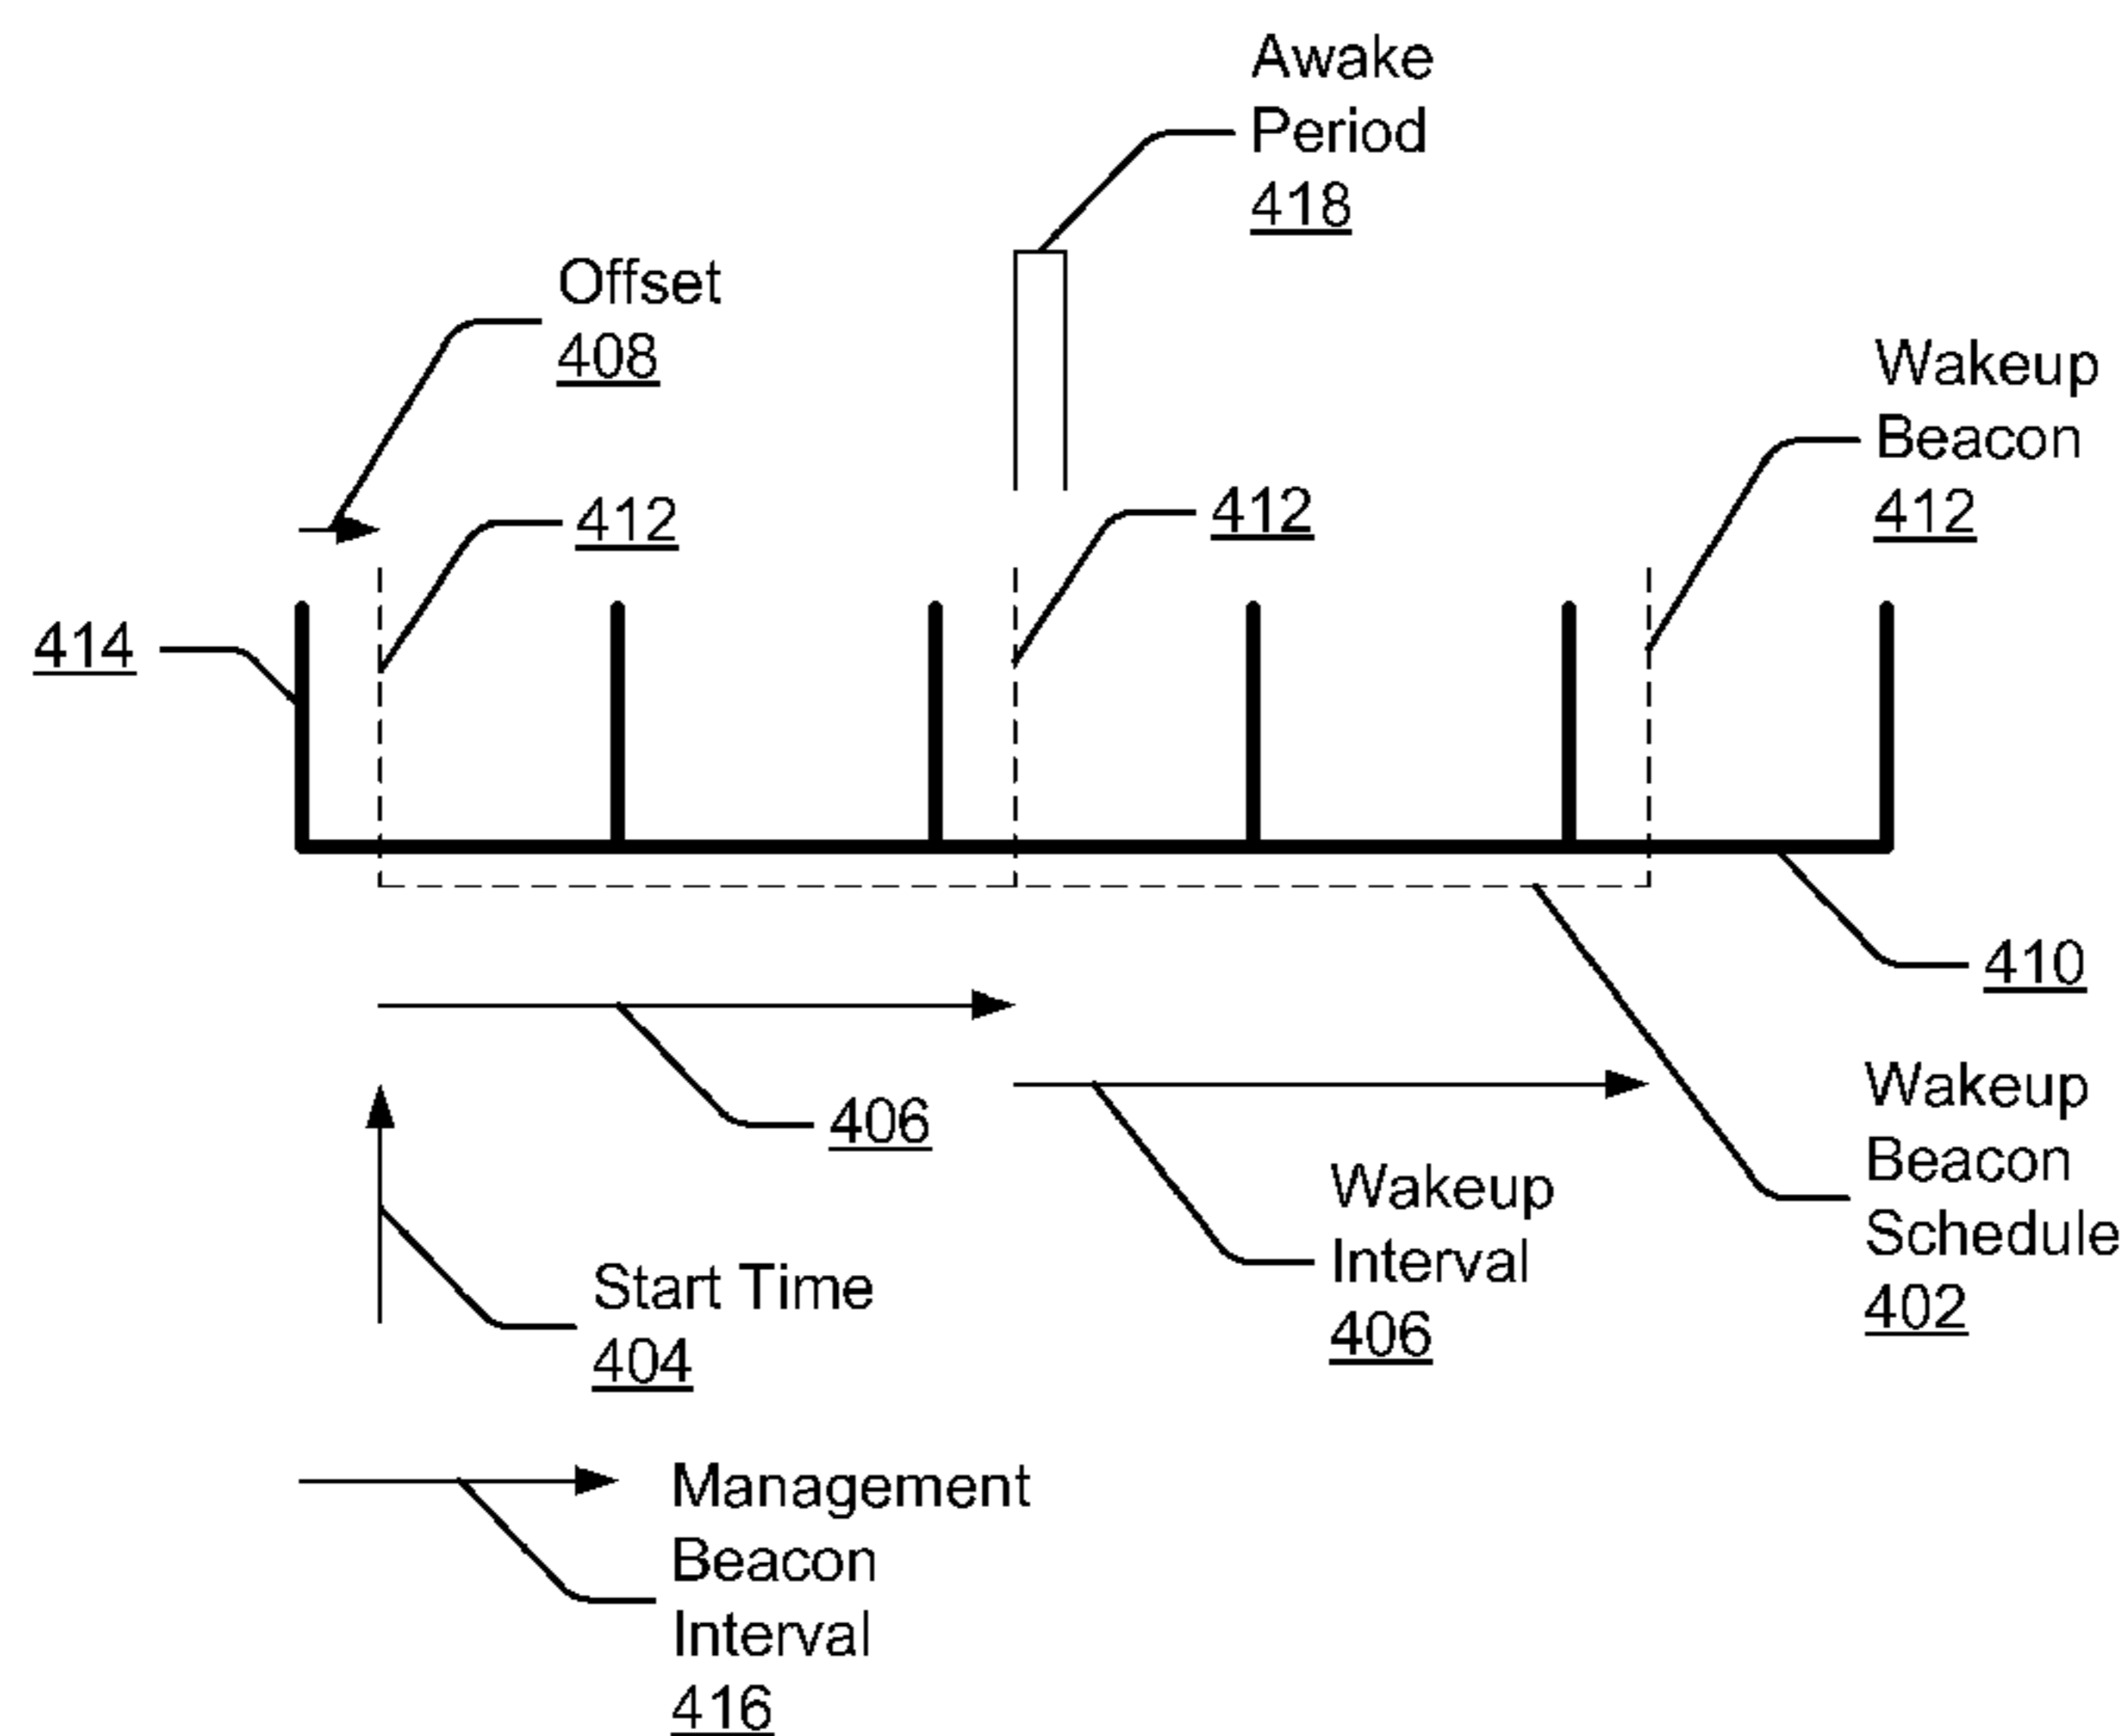 Awake
Period
418
Offset
408
Wakeup
Beacon
412
412
412
414
410
406
Wakeup
Interval
406
Wakeup
Beacon
Schedule
402
Start Time
404
Management
Beacon
Interval
416